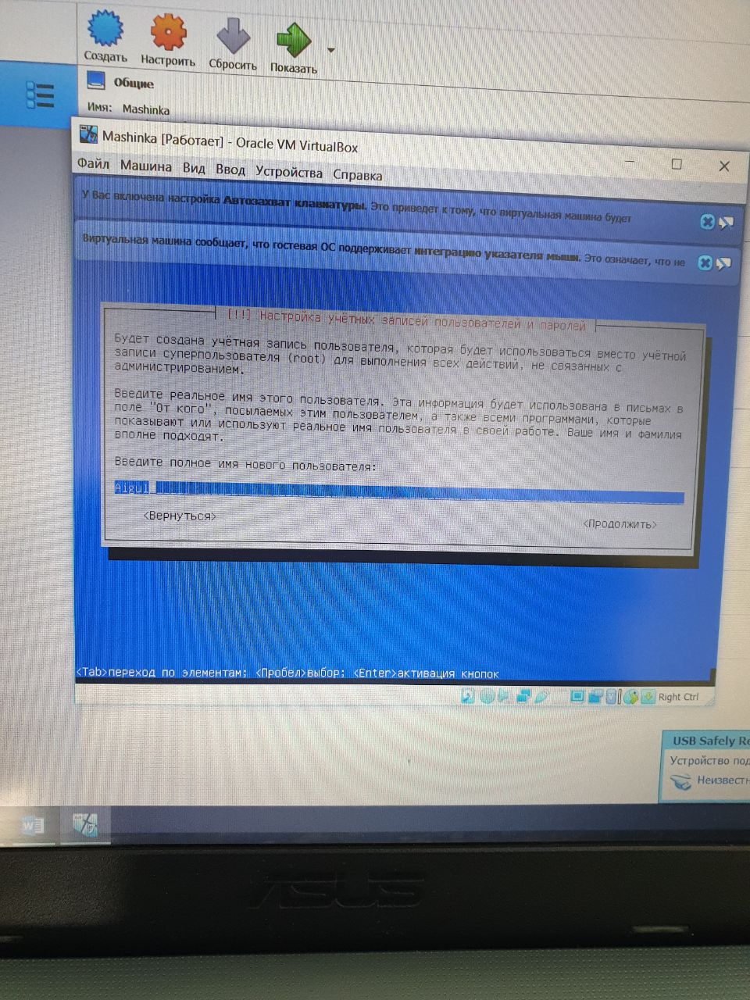 Создать Настроить Сбросить Показать
Общие
Имя: Mashinka
Mashinka [Работает] - Oracle VM VirtualBox
Файл Машина Вид Ввод Устройства Справка
У Вас включена настройка Автозахват клавиатуры. Это приведет к тому, что виртуальная машина будет
Виртуальная машина сообщает, что гостевая ОС поддерживает интеграцию указателя мыши. Это означает, что не
[!!] Настройка учётных записей пользователей и паролей
Будет создана учётная запись пользователя, которая будет использоваться вместо учётной
записи суперпользователя (root) для выполнения всех действий, не связанных с
администрированием.
Введите реальное имя этого пользователя. Эта информация будет использована в письмах в
поле "От кого", посылаемых этим пользователем, а также всеми программами, которые
показывают или используют реальное имя пользователя в своей работе. Ваше имя и фамилия
вполне подходят.
Введите полное имя нового пользователя:
Aigul
<Вернуться> <Продолжить>
<Tab>переход по элементам; <Пробел>выбор; <Enter>активация кнопок
Right Ctrl
USB Safely Re
Устройство под
Неизвестн
ASUS